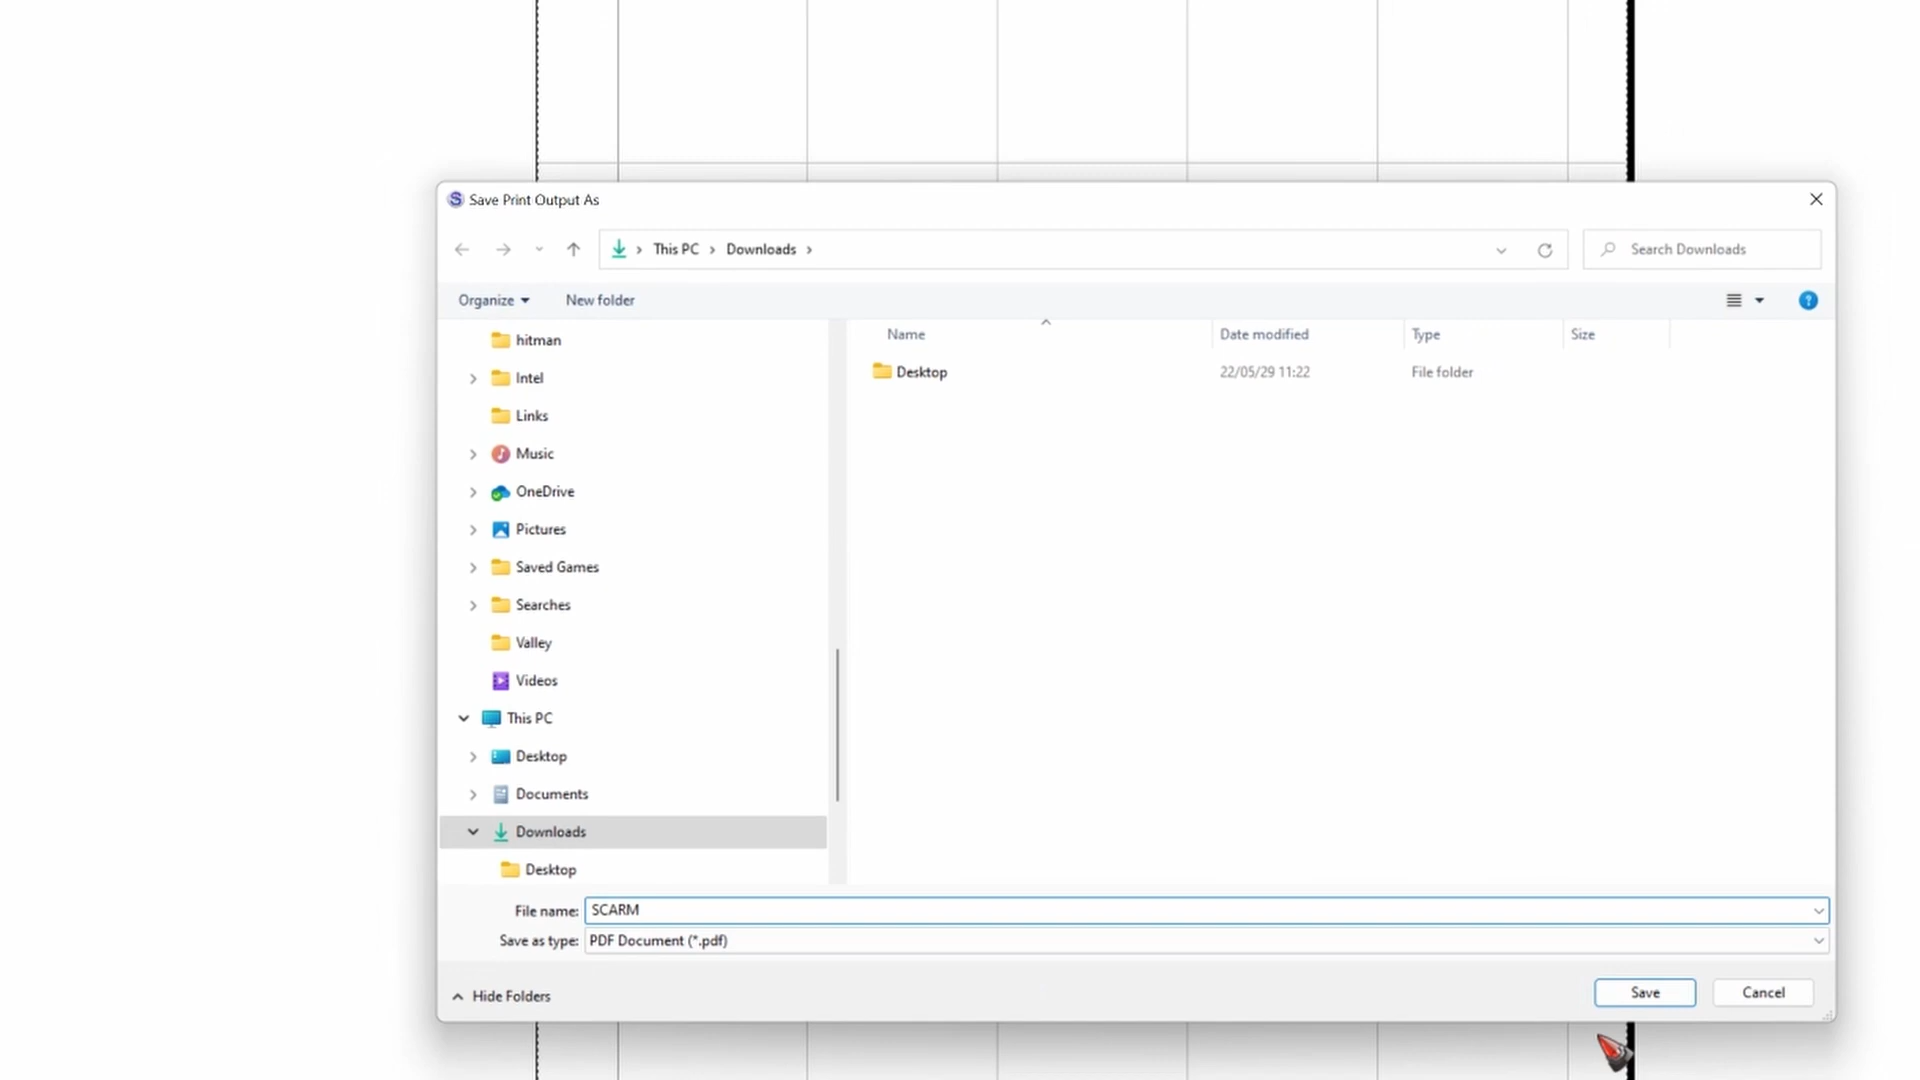 Save Print Output As
This PC
Downloads
Search Downloads
Organize
New folder
Name
Date modified
Type
Size
Desktop
22/05/29 11:22
File folder
hitman
Intel
Links
Music
OneDrive
Pictures
Saved Games
Searches
Valley
Videos
This PC
Desktop
Documents
Downloads
Desktop
File name: SCARM
Save as type: PDF Document (*.pdf)
Hide Folders
Save
Cancel